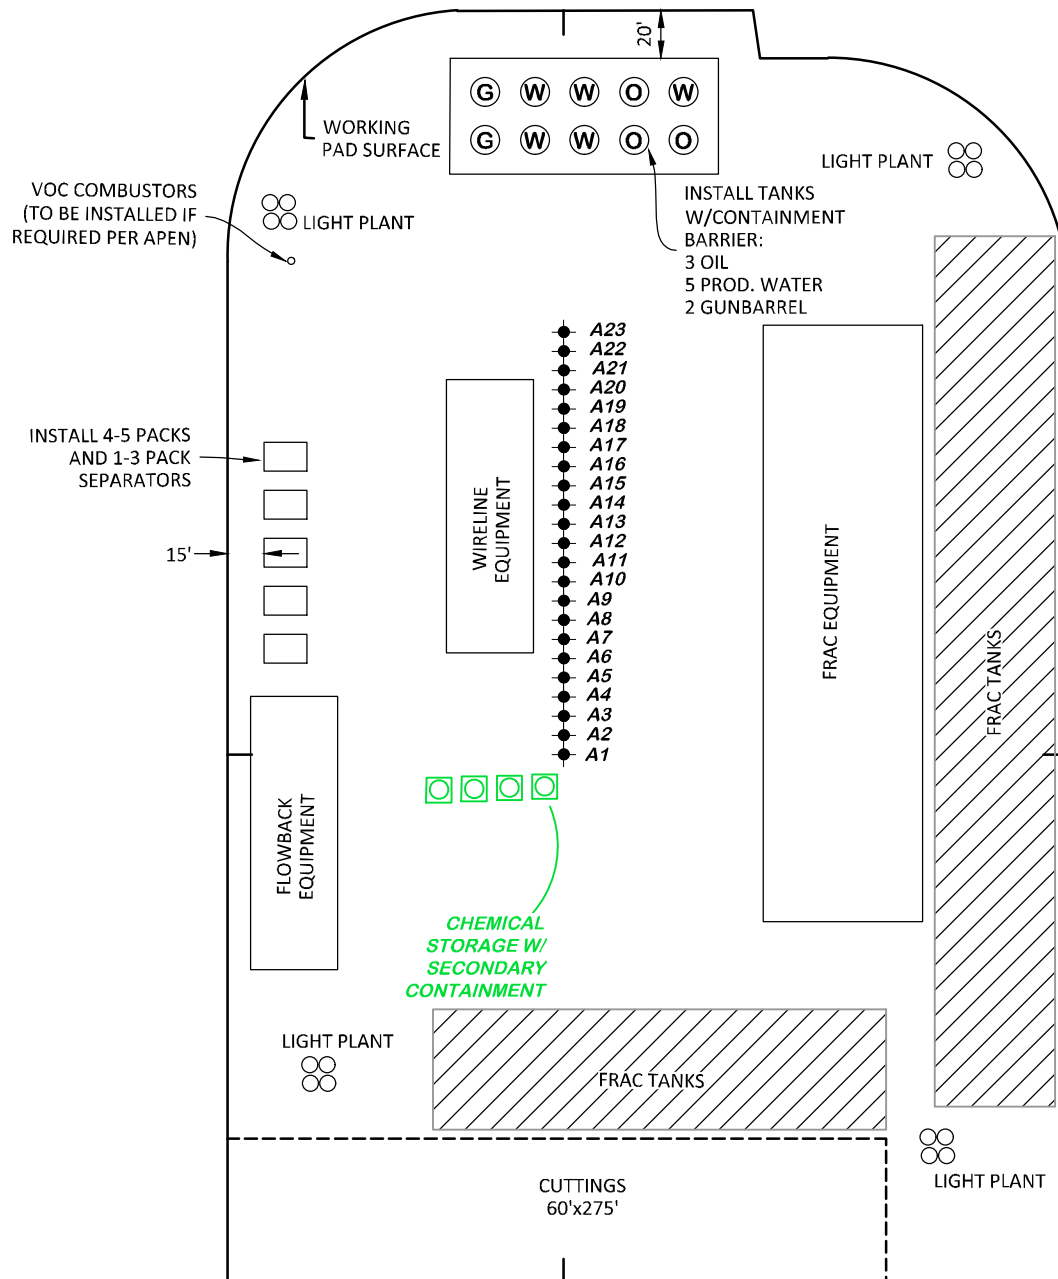 20'
G W W O W
G W W O O
WORKING
PAD SURFACE
LIGHT PLANT
VOC COMBUSTORS
(TO BE INSTALLED IF
REQUIRED PER APEN)
LIGHT PLANT
INSTALL TANKS
W/CONTAINMENT
BARRIER:
3 OIL
5 PROD. WATER
2 GUNBARREL
A23
A22
A21
A20
A19
A18
A17
A16
A15
A14
A13
A12
A11
A10
A9
A8
A7
A6
A5
A4
A3
A2
A1
INSTALL 4-5 PACKS
AND 1-3 PACK
SEPARATORS
15'
WIRELINE
EQUIPMENT
FRAC EQUIPMENT
FRAC TANKS
FLOWBACK
EQUIPMENT
CHEMICAL
STORAGE W/
SECONDARY
CONTAINMENT
LIGHT PLANT
FRAC TANKS
LIGHT PLANT
CUTTINGS
60'x275'